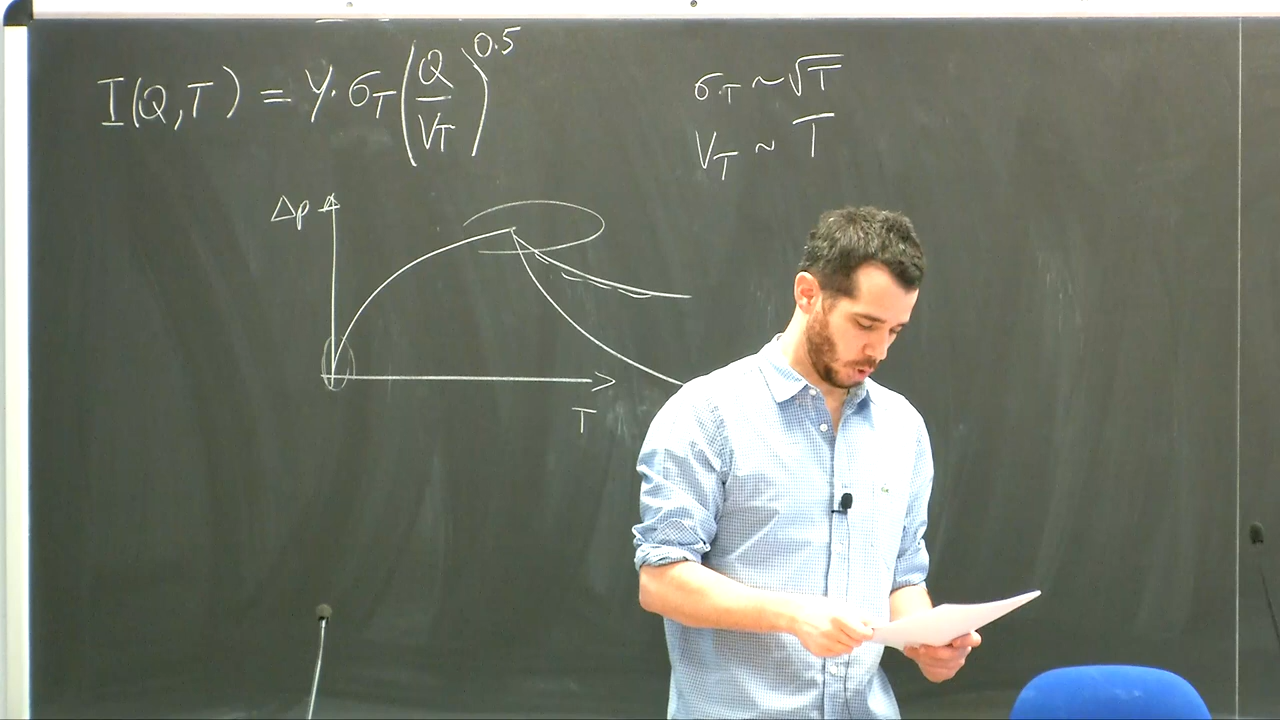 I(Q,T) = Y·σ_T (Q/V_T)^0.5
σ_T ~ √T
V_T ~ T
Δp
T